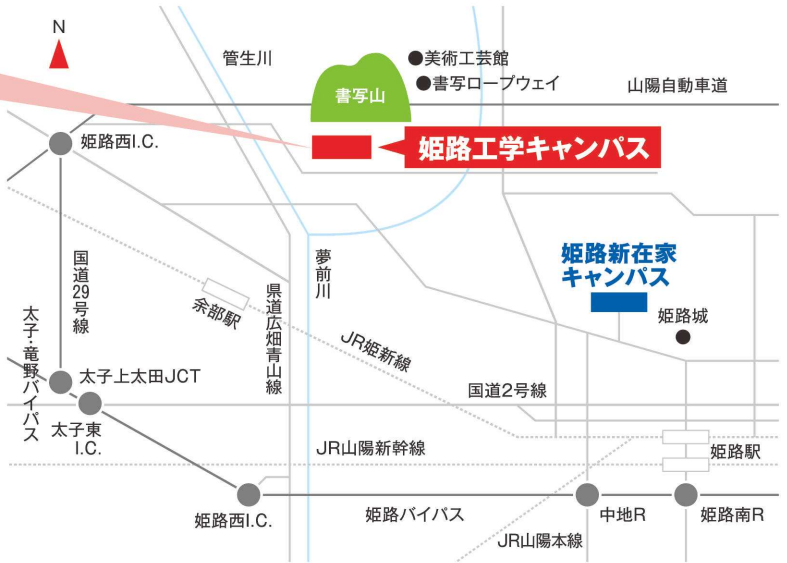 N
管生川
●美術工芸館
●書写ロープウェイ
書写山
山陽自動車道
姫路西I.C.
姫路工学キャンパス
国道29号線
太子・竜野バイパス
余部駅
県道広畑青山線
夢前川
姫路新在家
キャンパス
姫路城
JR姫新線
太子上太田JCT
国道2号線
太子東
I.C.
JR山陽新幹線
姫路駅
姫路西I.C.
姫路バイパス
中地R
姫路南R
JR山陽本線